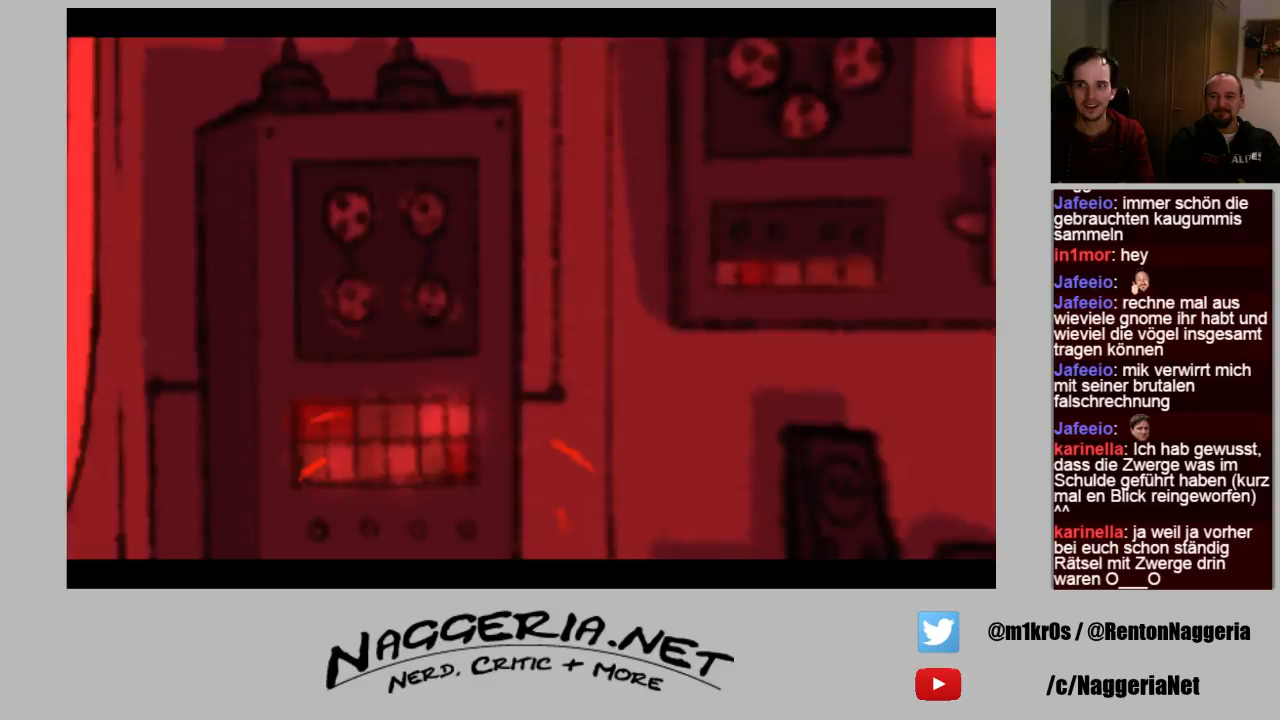 Jafeeio: immer schön die
gebrauchten kaugummis
sammeln
in1mor: hey
Jafeeio:
Jafeeio: rechne mal aus
wieviele gnome ihr habt und
wieviel die vögel insgesamt
tragen können
Jafeeio: mik verwirrt mich
mit seiner brutalen
falschrechnung
Jafeeio:
karinella: Ich hab gewusst,
dass die Zwerge was im
Schulde geführt haben (kurz
mal en Blick reingeworfen)
^^
karinella: ja weil ja vorher
bei euch schon ständig
Rätsel mit Zwerge drin
waren O___O
NAGGERIA.NET
NERD, CRITIC + MORE
@m1kr0s / @RentonNaggeria
/c/NaggeriaNet